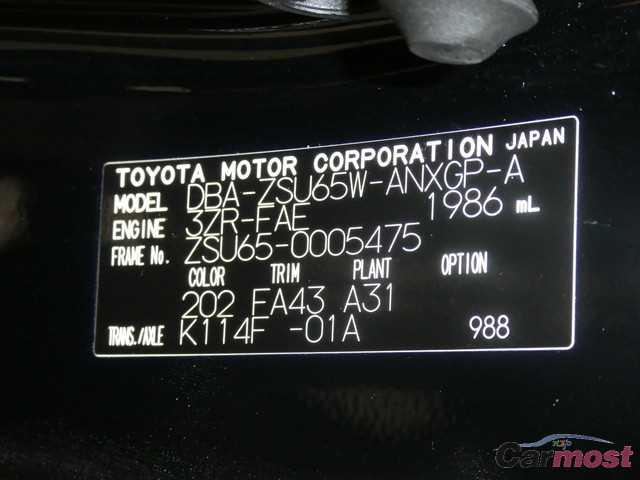 TOYOTA MOTOR CORPORATION JAPAN
MODEL DBA-ZSU65W-ANXGP-A
ENGINE 3ZR-FAE 1986 mL
FRAME No. ZSU65-0005475
COLOR TRIM PLANT OPTION
202 FA43 A31
TRANS./AXLE K114F -01A 988
Carmost